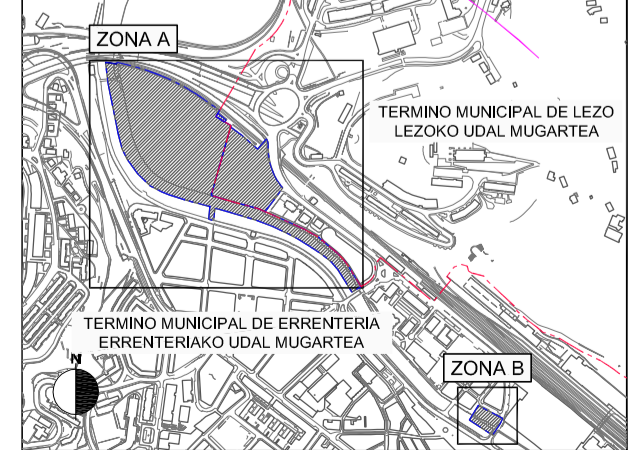 ZONA A
TERMINO MUNICIPAL DE LEZO
LEZOKO UDAL MUGARTEA
TERMINO MUNICIPAL DE ERRENTERIA
ERRENTERIAKO UDAL MUGARTEA
N
ZONA B